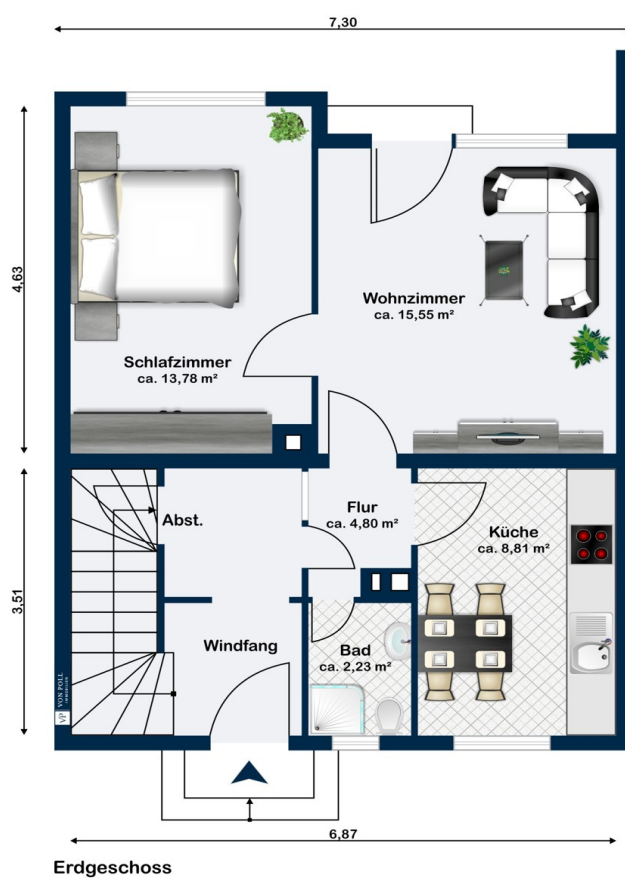 7,30
4,63
Wohnzimmer
ca. 15,55 m²
Schlafzimmer
ca. 13,78 m²
Abst.
Flur
ca. 4,80 m²
Küche
ca. 8,81 m²
3,51
Windfang
Bad
ca. 2,23 m²
VON POLL
IMMOBILIEN
VP
6,87
Erdgeschoss